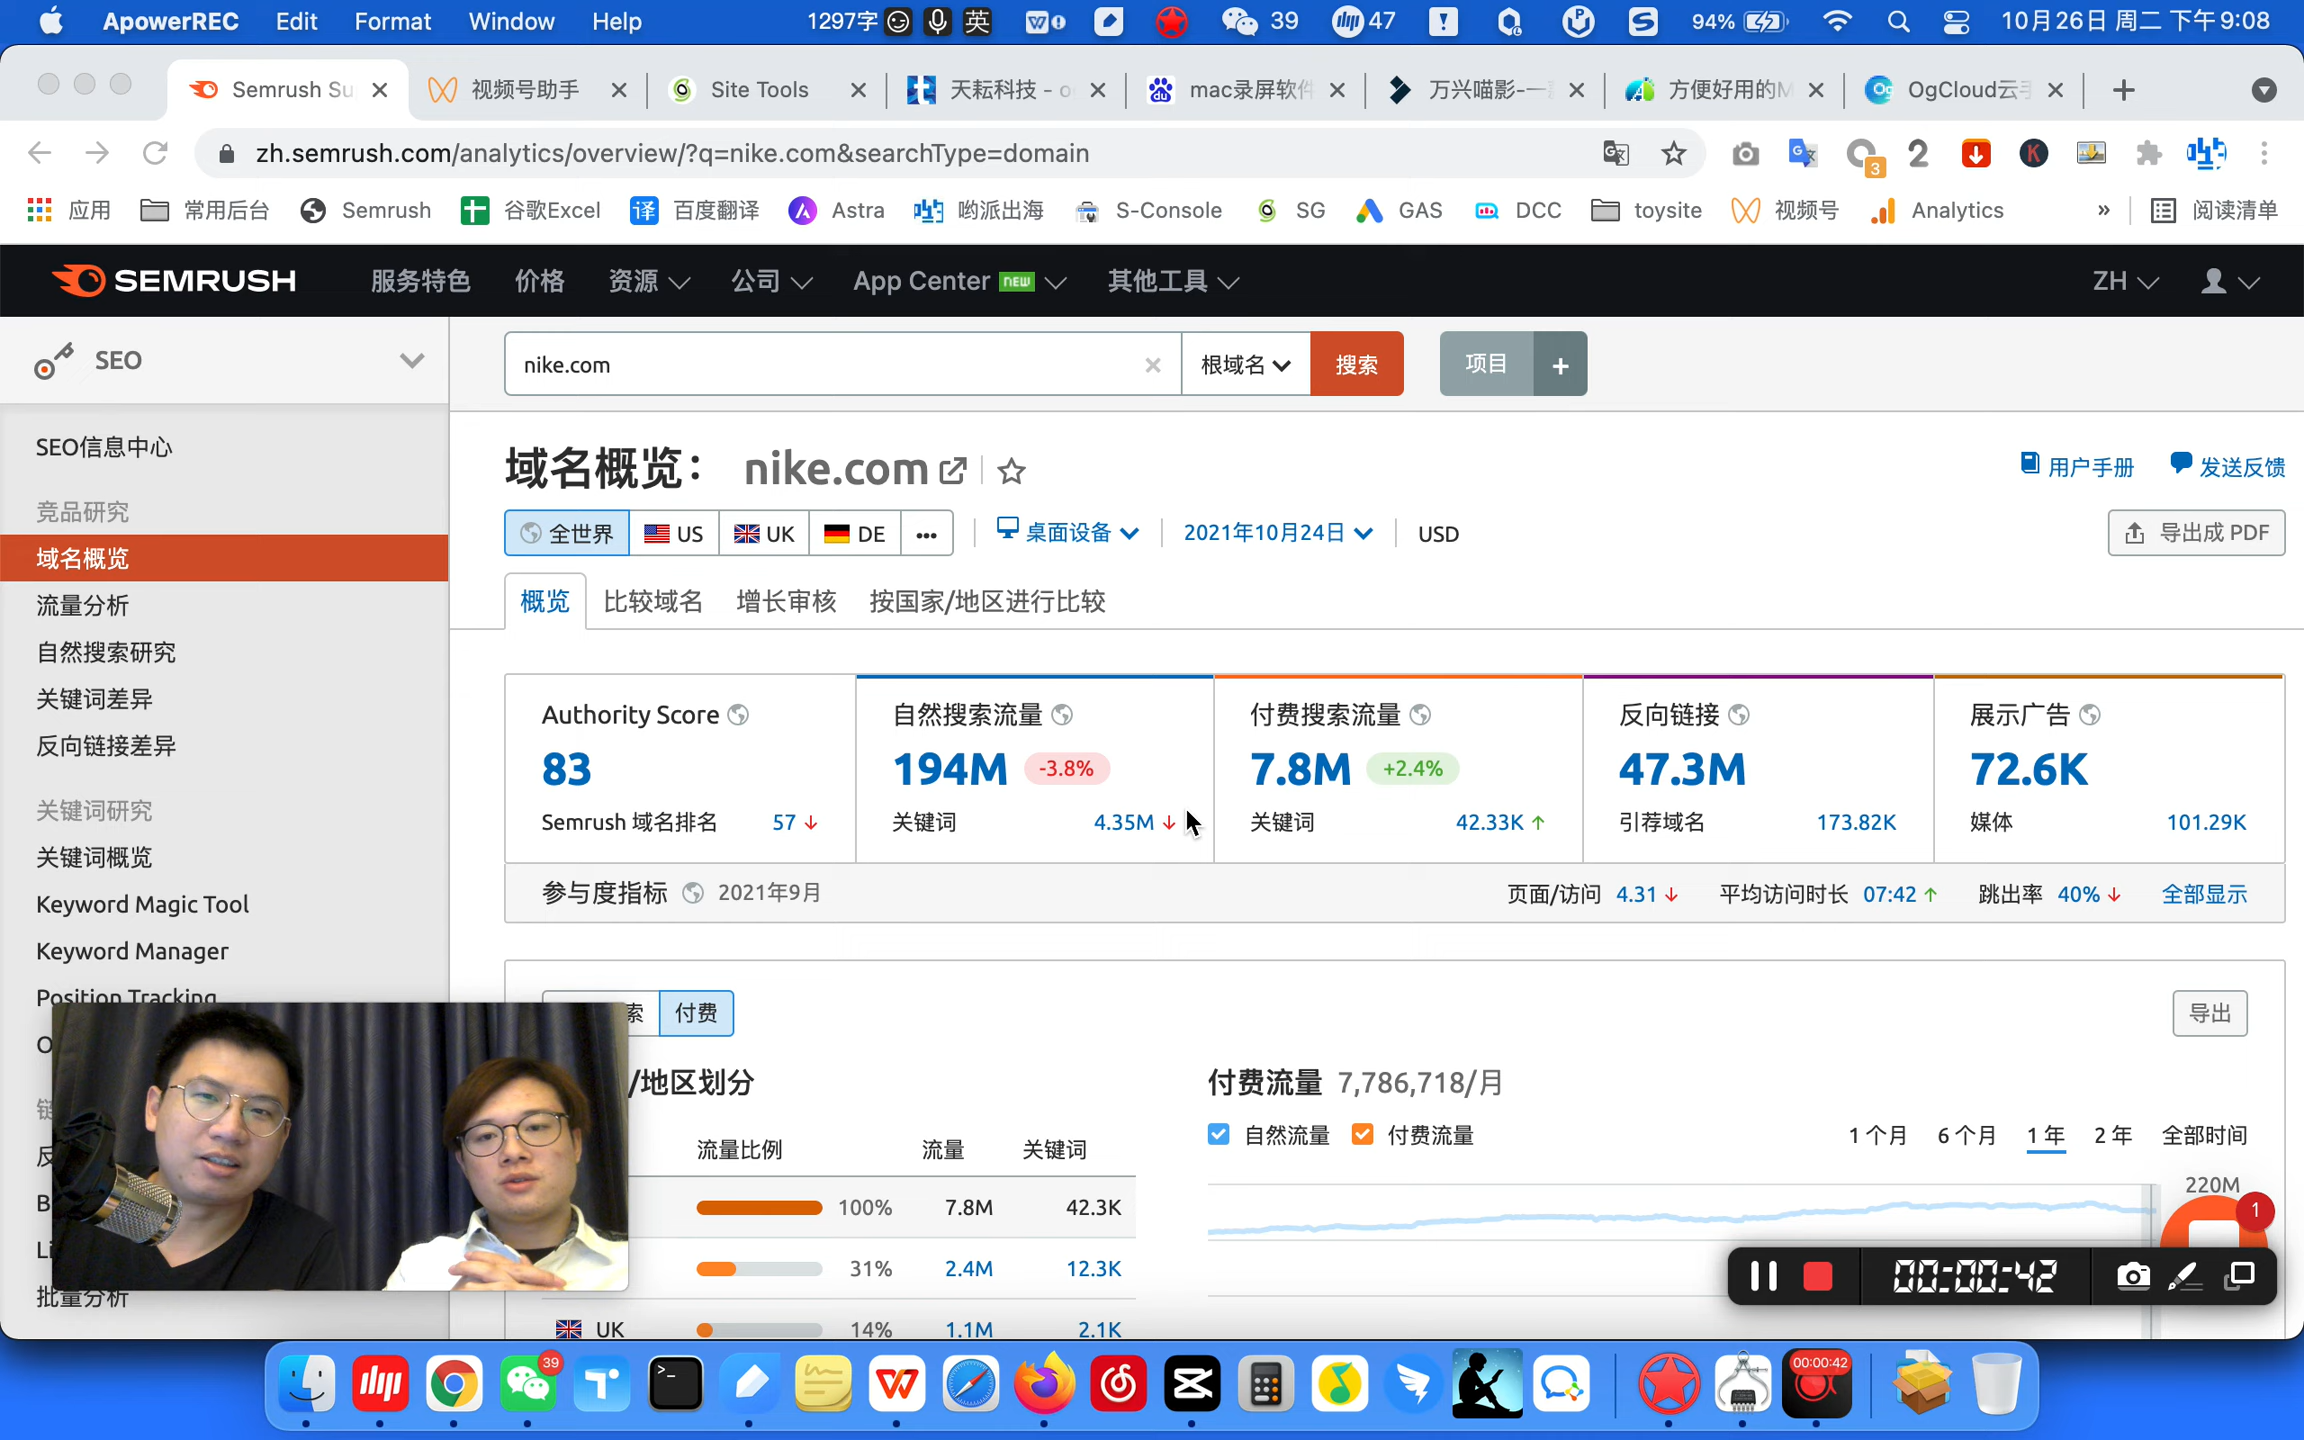 ApowerREC Edit Format Window Help 1297字 英 39 47 94% 10月26日 周二 下午9:08
Semrush Su 视频号助手 Site Tools 天耘科技 - o mac录屏软件 万兴喵影-一 方便好用的M OgCloud云手
zh.semrush.com/analytics/overview/?q=nike.com&searchType=domain 3
应用 常用后台 Semrush 谷歌Excel 译 百度翻译 Astra 哟派出海 S-Console SG GAS DCC toysite 视频号 Analytics » 阅读清单
SEMRUSH 服务特色 价格 资源 公司 App Center NEW 其他工具 ZH
SEO
nike.com 根域名 搜索 项目 +
SEO信息中心
竞品研究
域名概览
流量分析
自然搜索研究
关键词差异
反向链接差异
关键词研究
关键词概览
Keyword Magic Tool
Keyword Manager
Position Tracking
批量分析
域名概览： nike.com
用户手册 发送反馈
全世界 US UK DE ... 桌面设备 2021年10月24日 USD 导出成 PDF
概览 比较域名 增长审核 按国家/地区进行比较
Authority Score 自然搜索流量 付费搜索流量 反向链接 展示广告
83 194M -3.8% 7.8M +2.4% 47.3M 72.6K
Semrush 域名排名 57 ↓ 关键词 4.35M ↓ 关键词 42.33K ↑ 引荐域名 173.82K 媒体 101.29K
参与度指标 2021年9月 页面/访问 4.31 ↓ 平均访问时长 07:42 ↑ 跳出率 40% ↓ 全部显示
索 付费 导出
/地区划分 付费流量 7,786,718/月
自然流量 付费流量 1 个月 6 个月 1 年 2 年 全部时间
流量比例 流量 关键词
220M
1
100% 7.8M 42.3K
31% 2.4M 12.3K
00:00:42
UK 14% 1.1M 2.1K
39
00:00:42